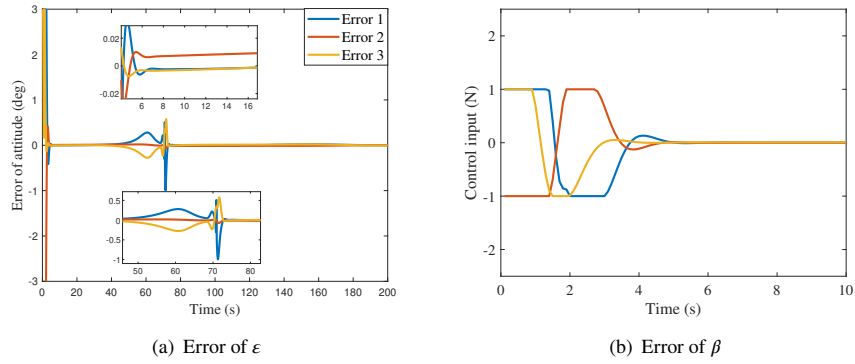 3
2
1
0
-1
-2
-3
Error of attitude (deg)
0 20 40 60 80 100 120 140 160 180 200
Time (s)
Error 1
Error 2
Error 3
0.02
0
-0.02
6 8 10 12 14 16
0.5
0
-0.5
-1
50 60 70 80
(a) Error of ε
2
1
0
-1
-2
Control input (N)
0 2 4 6 8 10
Time (s)
(b) Error of β